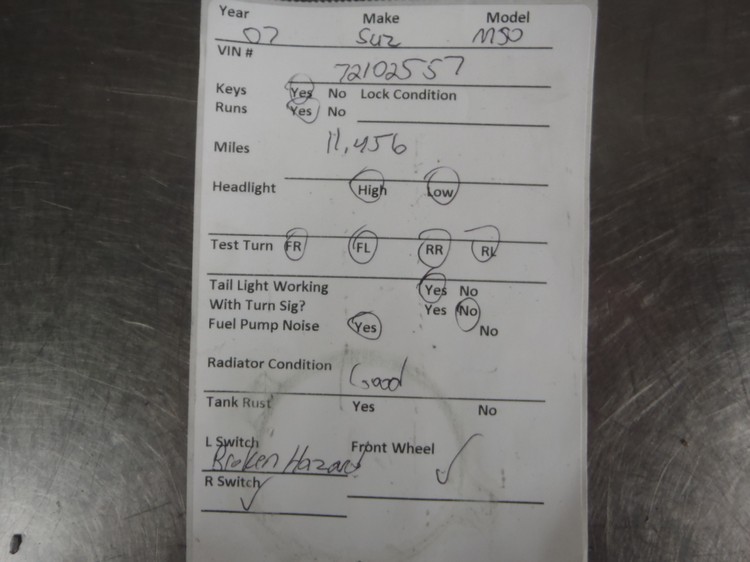 Year Make Model
07 Suz M50
VIN #
72102557
Keys Yes No Lock Condition
Runs Yes No
Miles 11,456
Headlight High Low
Test Turn FR FL RR RL
Tail Light Working Yes No
With Turn Sig? Yes No
Fuel Pump Noise Yes No
Radiator Condition Good
Tank Rust Yes No
L Switch Front Wheel
Broken Hazard ✓
R Switch
✓